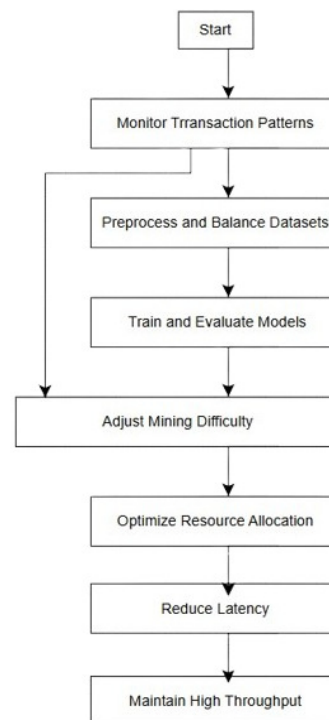 Start
Monitor Trransaction Patterns
Preprocess and Balance Datasets
Train and Evaluate Models
Adjust Mining Difficulty
Optimize Resource Allocation
Reduce Latency
Maintain High Throughput